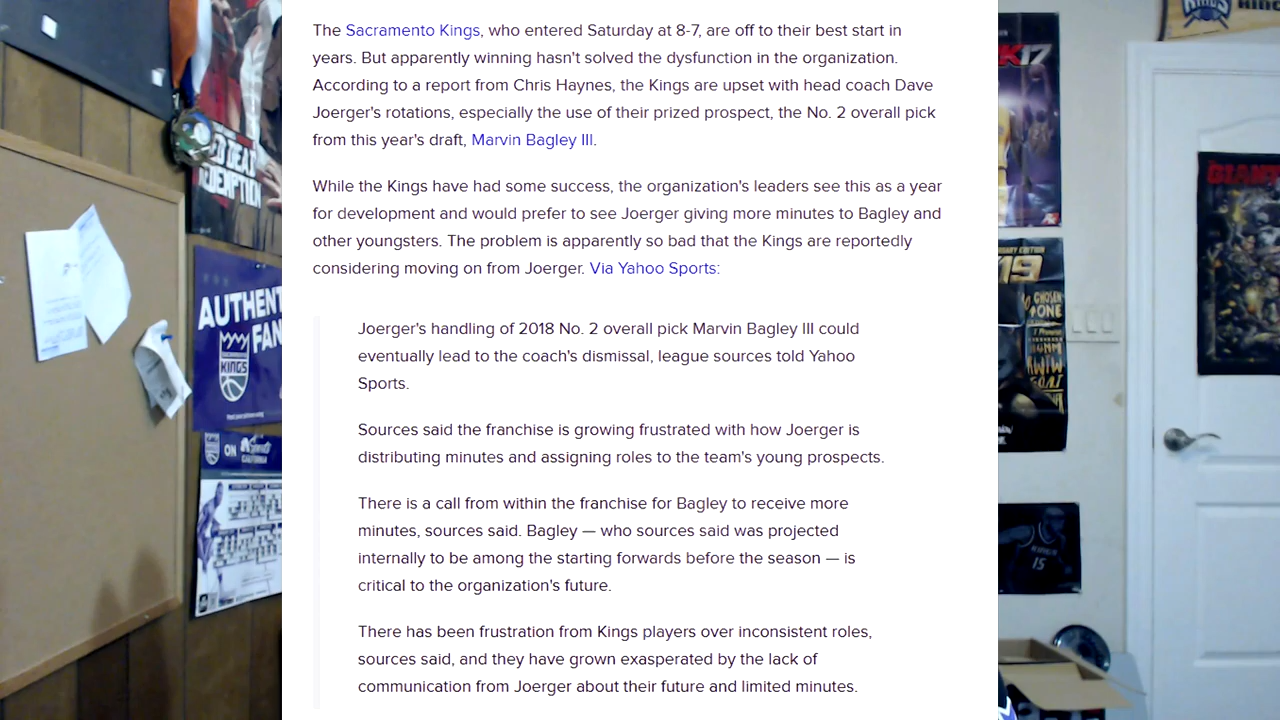 The Sacramento Kings, who entered Saturday at 8-7, are off to their best start in
years. But apparently winning hasn't solved the dysfunction in the organization.
According to a report from Chris Haynes, the Kings are upset with head coach Dave
Joerger's rotations, especially the use of their prized prospect, the No. 2 overall pick
from this year's draft, Marvin Bagley III.
While the Kings have had some success, the organization's leaders see this as a year
for development and would prefer to see Joerger giving more minutes to Bagley and
other youngsters. The problem is apparently so bad that the Kings are reportedly
considering moving on from Joerger. Via Yahoo Sports:
Joerger's handling of 2018 No. 2 overall pick Marvin Bagley III could
eventually lead to the coach's dismissal, league sources told Yahoo
Sports.
Sources said the franchise is growing frustrated with how Joerger is
distributing minutes and assigning roles to the team's young prospects.
There is a call from within the franchise for Bagley to receive more
minutes, sources said. Bagley — who sources said was projected
internally to be among the starting forwards before the season — is
critical to the organization's future.
There has been frustration from Kings players over inconsistent roles,
sources said, and they have grown exasperated by the lack of
communication from Joerger about their future and limited minutes.
AUTHENT
FAN
KINGS
ON
K17
19
CHOSEN
ONE
15